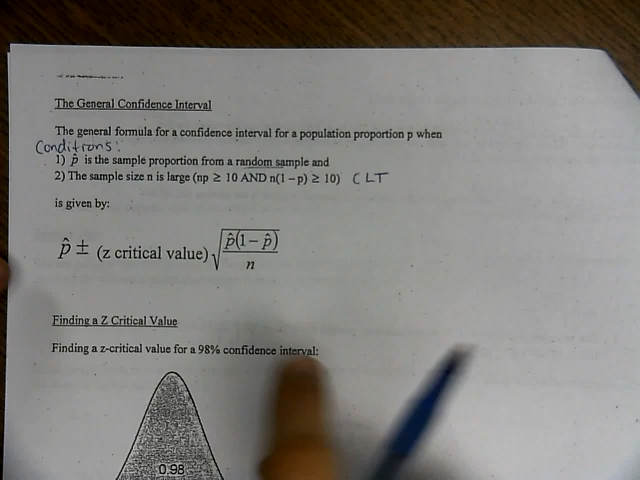 The General Confidence Interval
The general formula for a confidence interval for a population proportion p when
Conditions:
1) p̂ is the sample proportion from a random sample and
2) The sample size n is large (np ≥ 10 AND n(1 – p) ≥ 10) CLT
is given by:
p̂ ± (z critical value) √(p̂(1 − p̂)/n)
Finding a Z Critical Value
Finding a z-critical value for a 98% confidence interval:
0.98